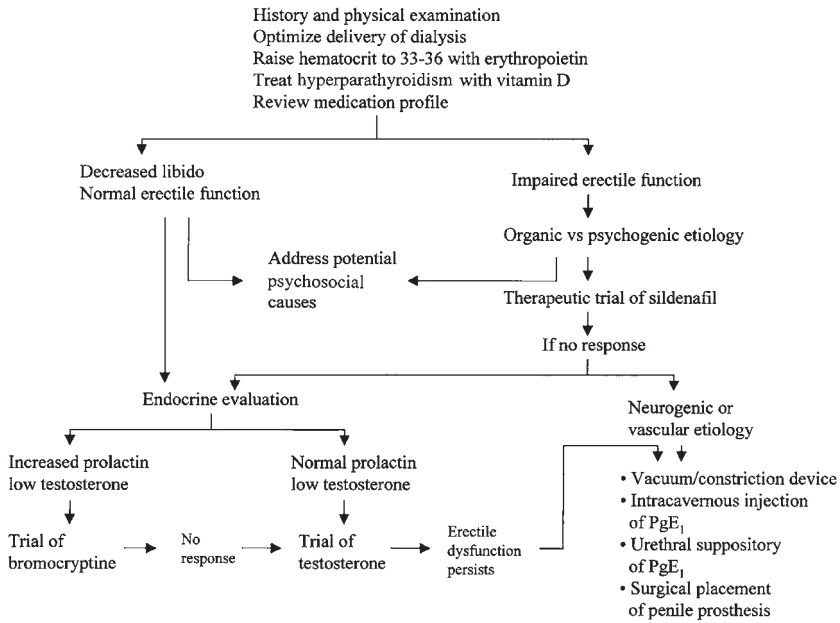 History and physical examination
Optimize delivery of dialysis
Raise hematocrit to 33-36 with erythropoietin
Treat hyperparathyroidism with vitamin D
Review medication profile
Decreased libido
Normal erectile function
Impaired erectile function
Organic vs psychogenic etiology
Address potential
psychosocial
causes
Therapeutic trial of sildenafil
If no response
Endocrine evaluation
Neurogenic or
vascular etiology
Increased prolactin
low testosterone
Normal prolactin
low testosterone
Trial of
bromocryptine
No
response
Trial of
testosterone
Erectile
dysfunction
persists
• Vacuum/constriction device
• Intracavernous injection
of PgE₁
• Urethral suppository
of PgE₁
• Surgical placement
of penile prosthesis